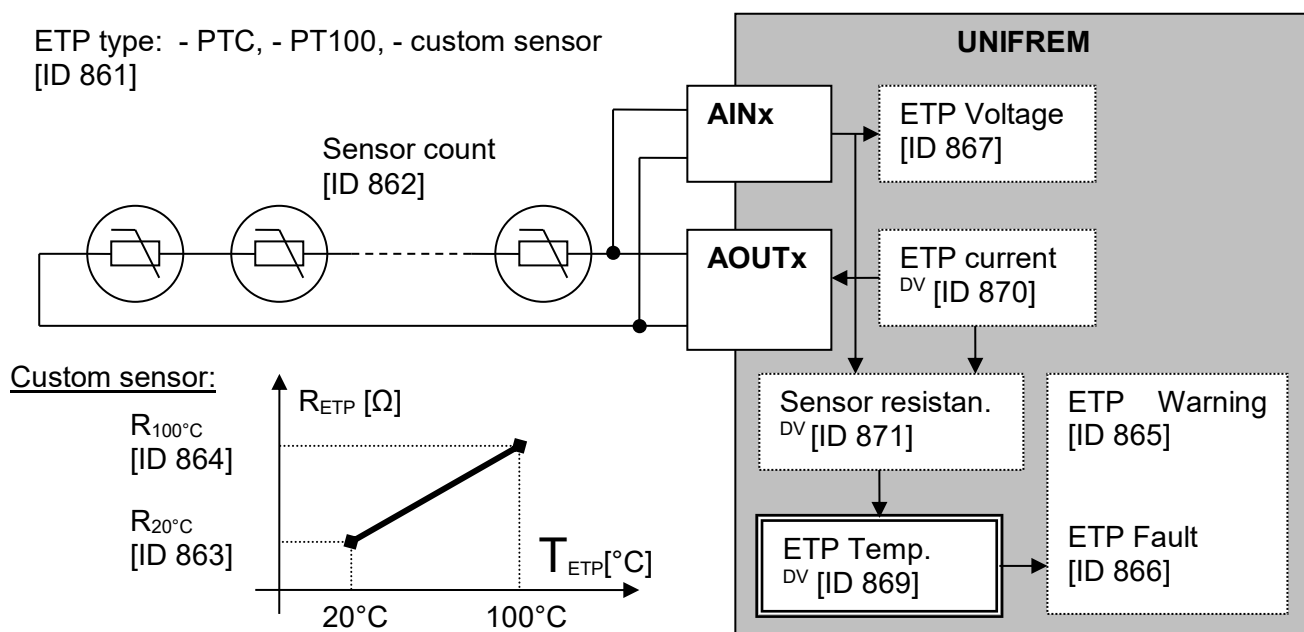 ETP type:  - PTC, - PT100, - custom sensor
[ID 861]
UNIFREM
AINx
ETP Voltage
[ID 867]
Sensor count
[ID 862]
AOUTx
ETP current
DV [ID 870]
Custom sensor:
RETP [Ω]
R100°C
[ID 864]
R20°C
[ID 863]
TETP[°C]
20°C
100°C
Sensor resistan.
DV [ID 871]
ETP Warning
[ID 865]
ETP Temp.
DV [ID 869]
ETP Fault
[ID 866]